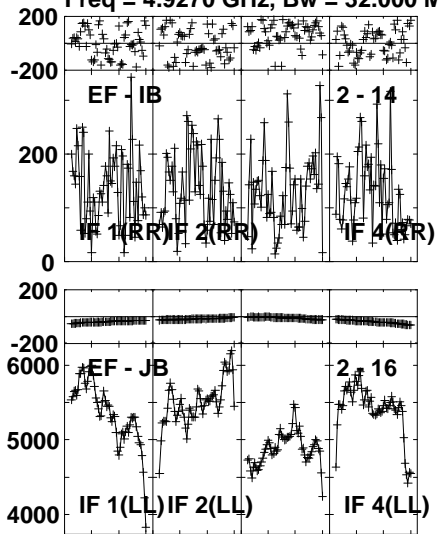 Freq = 4.9270 GHz, Bw = 32.000 M
200
-200
EF - IB 2 - 14
200
IF 1(RR) IF 2(RR) IF 4(RR)
0
200
-200
6000
EF - JB 2 - 16
5000
IF 1(LL) IF 2(LL) IF 4(LL)
4000